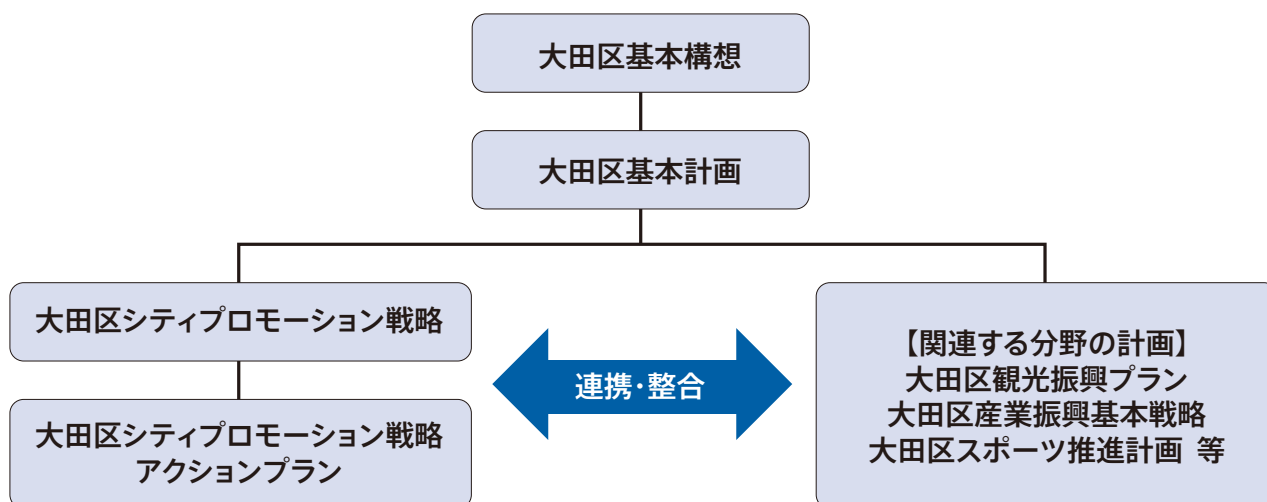 大田区基本構想
大田区基本計画
大田区シティプロモーション戦略
大田区シティプロモーション戦略
アクションプラン
連携・整合
【関連する分野の計画】
大田区観光振興プラン
大田区産業振興基本戦略
大田区スポーツ推進計画 等